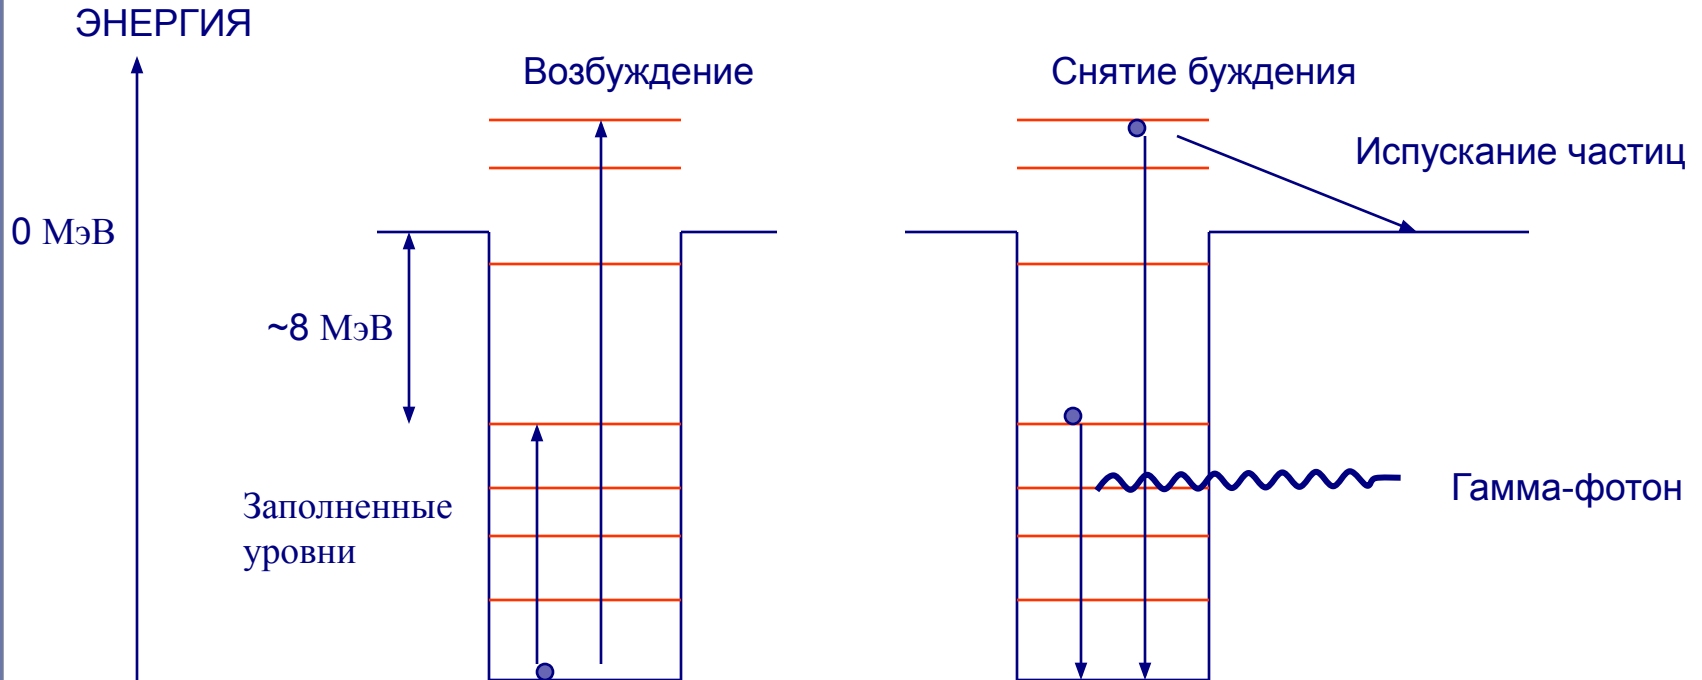 ЭНЕРГИЯ
Возбуждение
Снятие буждения
Испускание частиц
0 МэВ
~8 МэВ
Заполненные
уровни
Гамма-фотон